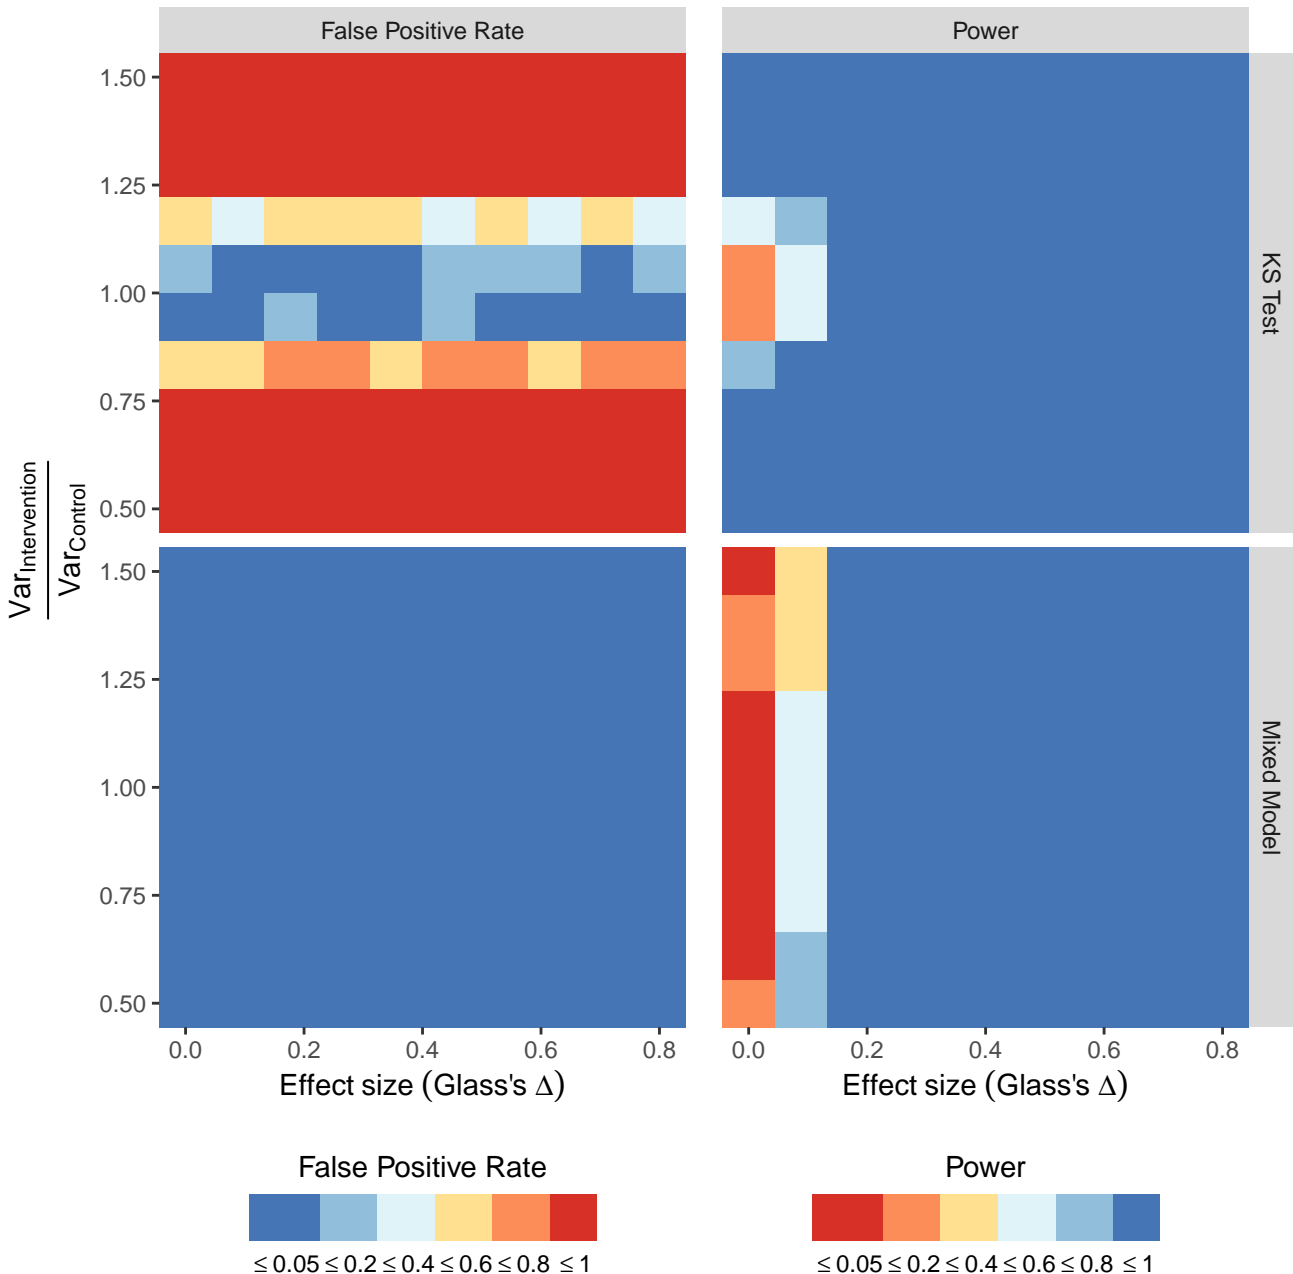 False Positive Rate
Power
1.50
1.25
1.00
0.75
0.50
KS Test
Var_Intervention
Var_Control
1.50
1.25
1.00
0.75
0.50
Mixed Model
0.0 0.2 0.4 0.6 0.8
0.0 0.2 0.4 0.6 0.8
Effect size (Glass's Δ)
Effect size (Glass's Δ)
False Positive Rate
≤ 0.05 ≤ 0.2 ≤ 0.4 ≤ 0.6 ≤ 0.8 ≤ 1
Power
≤ 0.05 ≤ 0.2 ≤ 0.4 ≤ 0.6 ≤ 0.8 ≤ 1